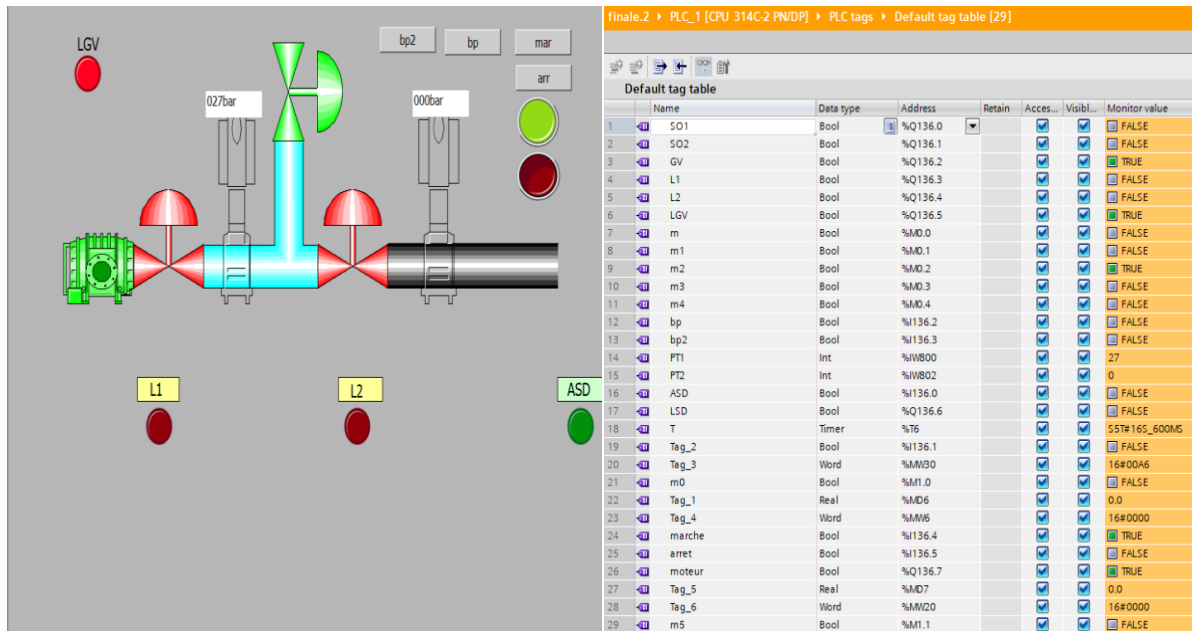 LGV
bp2
bp
mar
arr
027bar
000bar
L1
L2
ASD
finale.2 ▸ PLC_1 [CPU 314C-2 PN/DP] ▸ PLC tags ▸ Default tag table [29]
Default tag table
Name Data type Address Retain Acces... Visibl... Monitor value
1 SO1 Bool %Q136.0 FALSE
2 SO2 Bool %Q136.1 FALSE
3 GV Bool %Q136.2 TRUE
4 L1 Bool %Q136.3 FALSE
5 L2 Bool %Q136.4 FALSE
6 LGV Bool %Q136.5 TRUE
7 m Bool %M0.0 FALSE
8 m1 Bool %M0.1 FALSE
9 m2 Bool %M0.2 TRUE
10 m3 Bool %M0.3 FALSE
11 m4 Bool %M0.4 FALSE
12 bp Bool %I136.2 FALSE
13 bp2 Bool %I136.3 FALSE
14 PT1 Int %IW800 27
15 PT2 Int %IW802 0
16 ASD Bool %I136.0 FALSE
17 LSD Bool %Q136.6 FALSE
18 T Timer %T6 S5T#16S_600MS
19 Tag_2 Bool %I136.1 FALSE
20 Tag_3 Word %MW30 16#00A6
21 m0 Bool %M1.0 FALSE
22 Tag_1 Real %MD6 0.0
23 Tag_4 Word %MW6 16#0000
24 marche Bool %I136.4 TRUE
25 arret Bool %I136.5 FALSE
26 moteur Bool %Q136.7 TRUE
27 Tag_5 Real %MD7 0.0
28 Tag_6 Word %MW20 16#0000
29 m5 Bool %M1.1 FALSE